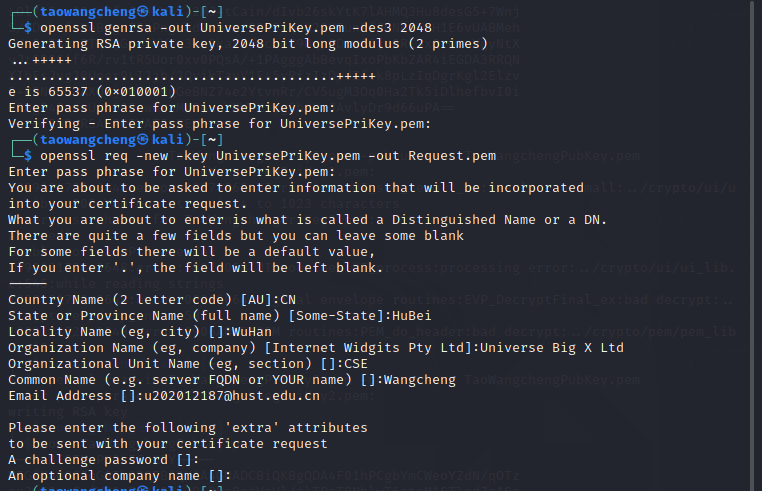 ┌──(taowangcheng㉿kali)-[~]
└─$ openssl genrsa -out UniversePriKey.pem -des3 2048
Generating RSA private key, 2048 bit long modulus (2 primes)
...+++++
.........................................+++++
e is 65537 (0x010001)
Enter pass phrase for UniversePriKey.pem:
Verifying - Enter pass phrase for UniversePriKey.pem:
┌──(taowangcheng㉿kali)-[~]
└─$ openssl req -new -key UniversePriKey.pem -out Request.pem
Enter pass phrase for UniversePriKey.pem:
You are about to be asked to enter information that will be incorporated
into your certificate request.
What you are about to enter is what is called a Distinguished Name or a DN.
There are quite a few fields but you can leave some blank
For some fields there will be a default value,
If you enter '.', the field will be left blank.
-----
Country Name (2 letter code) [AU]:CN
State or Province Name (full name) [Some-State]:HuBei
Locality Name (eg, city) []:WuHan
Organization Name (eg, company) [Internet Widgits Pty Ltd]:Universe Big X Ltd
Organizational Unit Name (eg, section) []:CSE
Common Name (e.g. server FQDN or YOUR name) []:Wangcheng
Email Address []:u202012187@hust.edu.cn

Please enter the following 'extra' attributes
to be sent with your certificate request
A challenge password []:
An optional company name []: